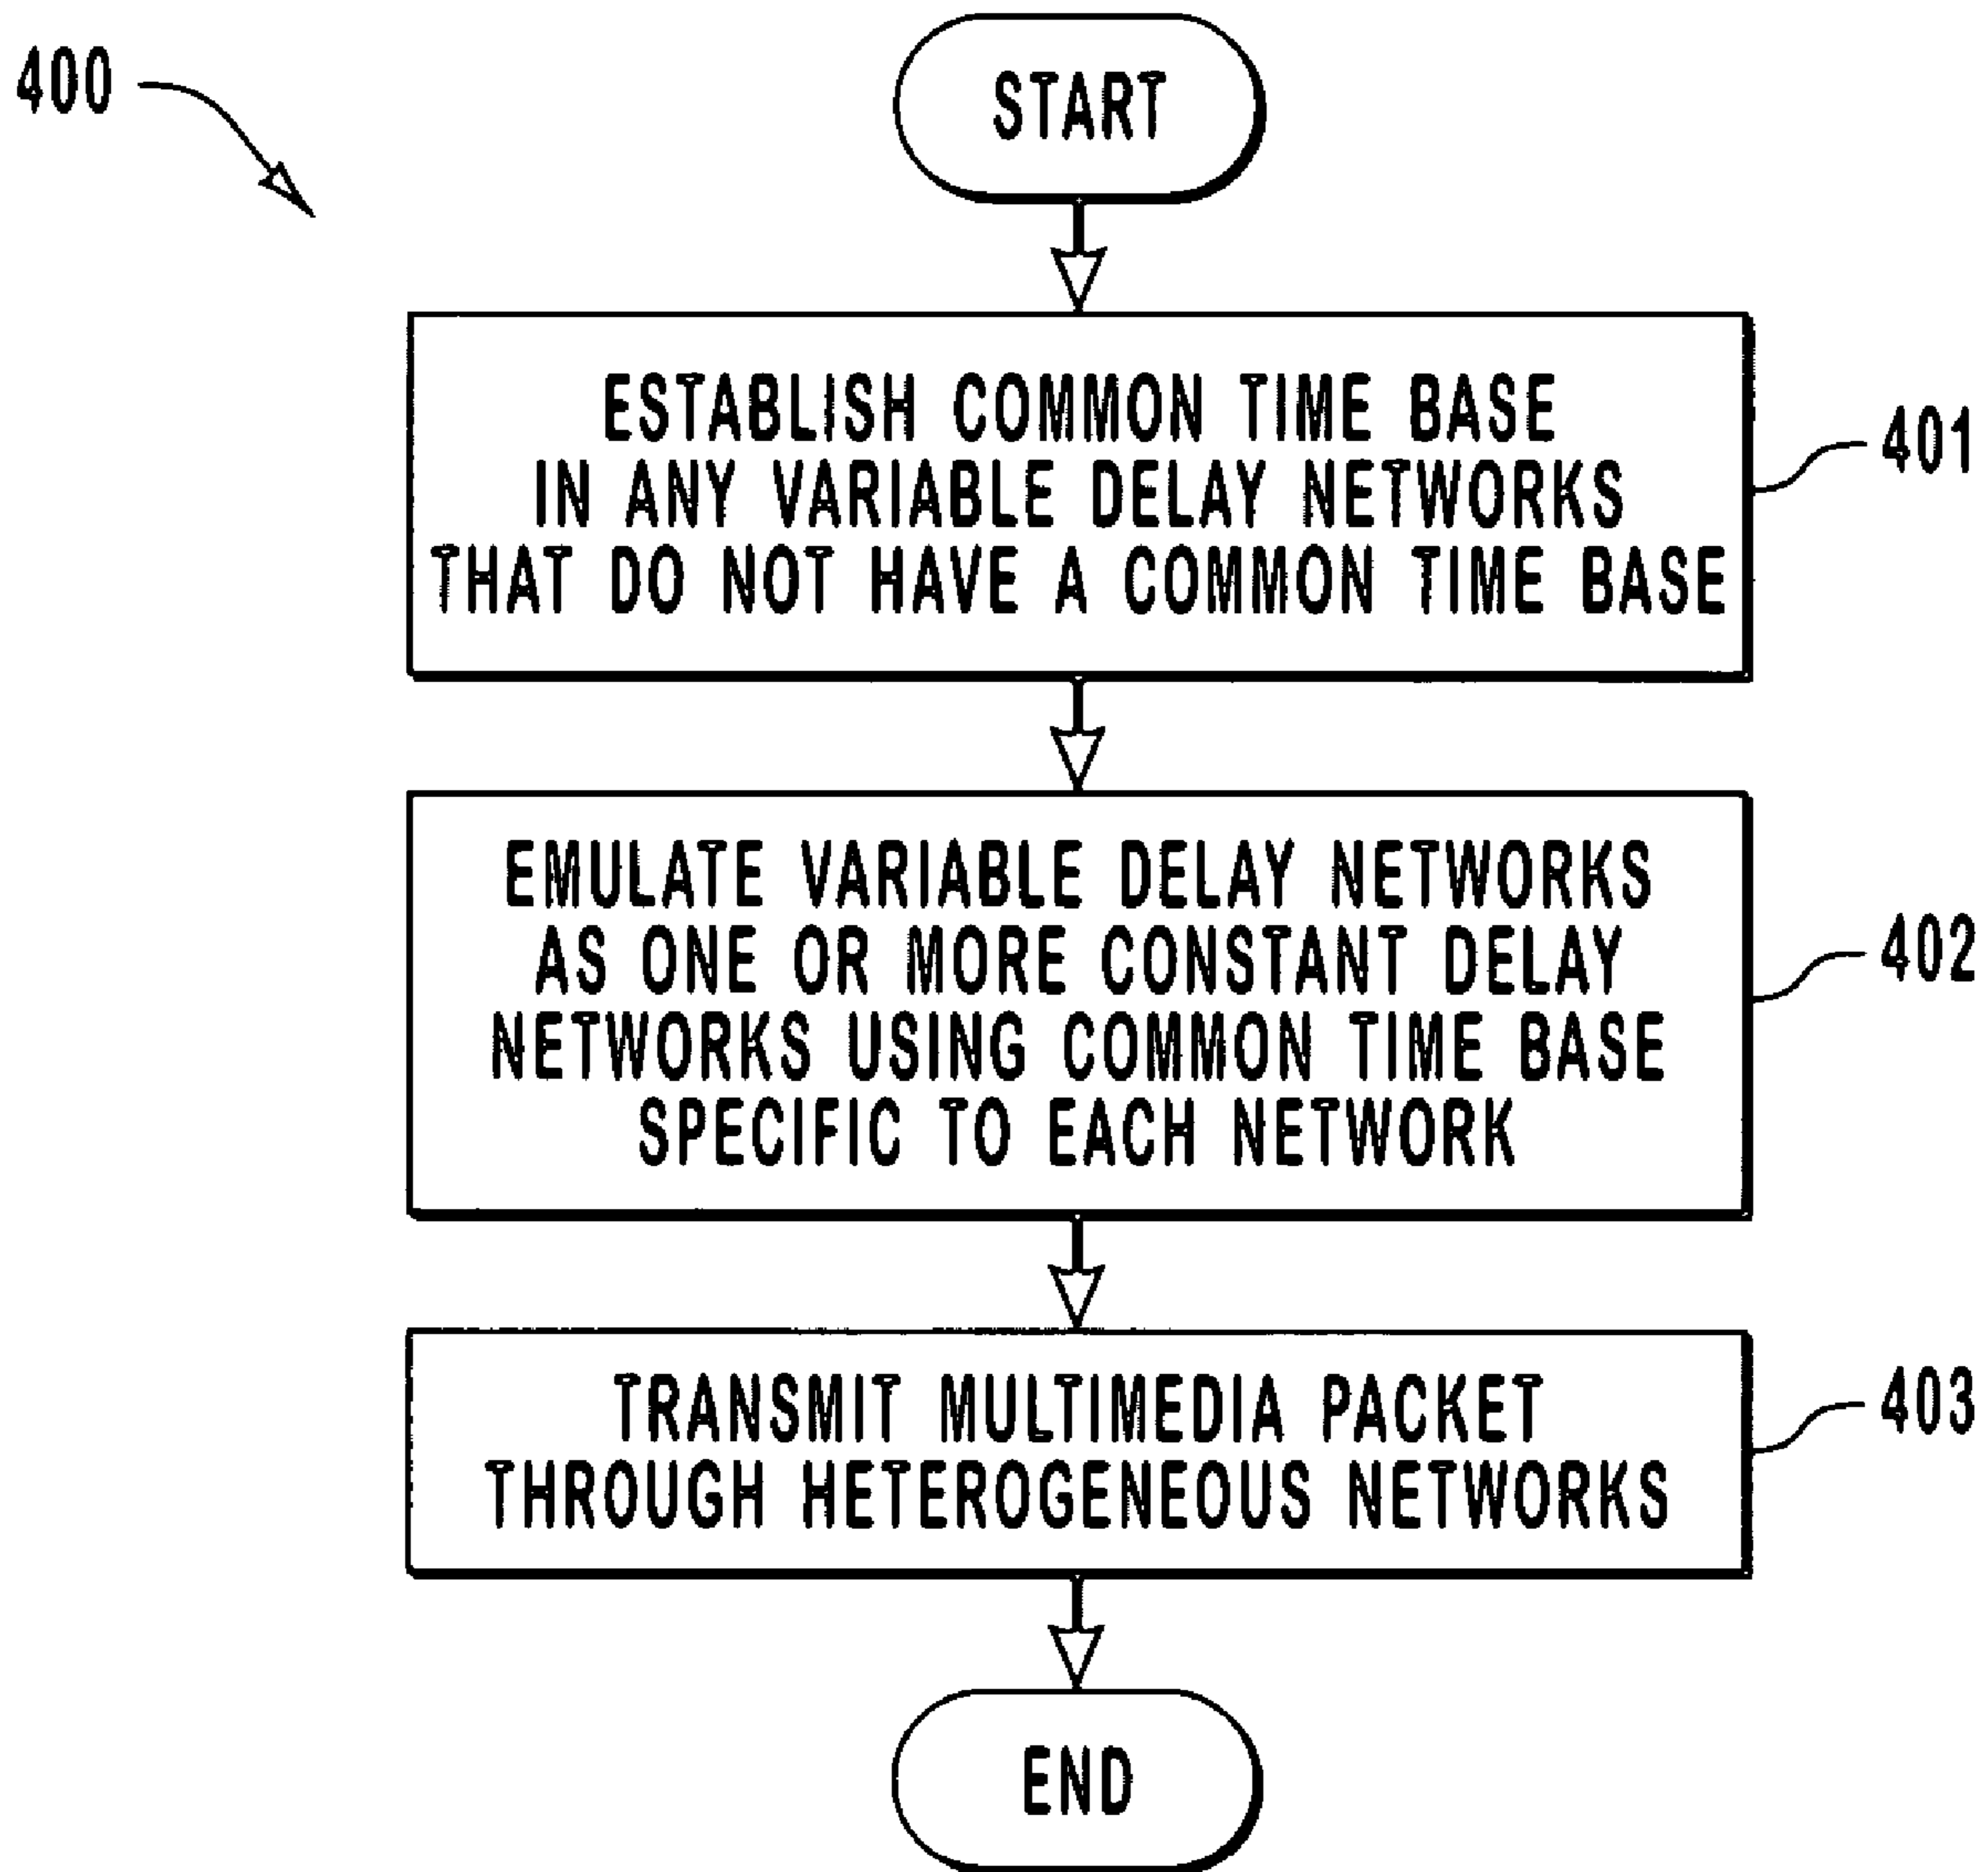 400
START
ESTABLISH COMMON TIME BASE
IN ANY VARIABLE DELAY NETWORKS
THAT DO NOT HAVE A COMMON TIME BASE
401
EMULATE VARIABLE DELAY NETWORKS
AS ONE OR MORE CONSTANT DELAY
NETWORKS USING COMMON TIME BASE
SPECIFIC TO EACH NETWORK
402
TRANSMIT MULTIMEDIA PACKET
THROUGH HETEROGENEOUS NETWORKS
403
END